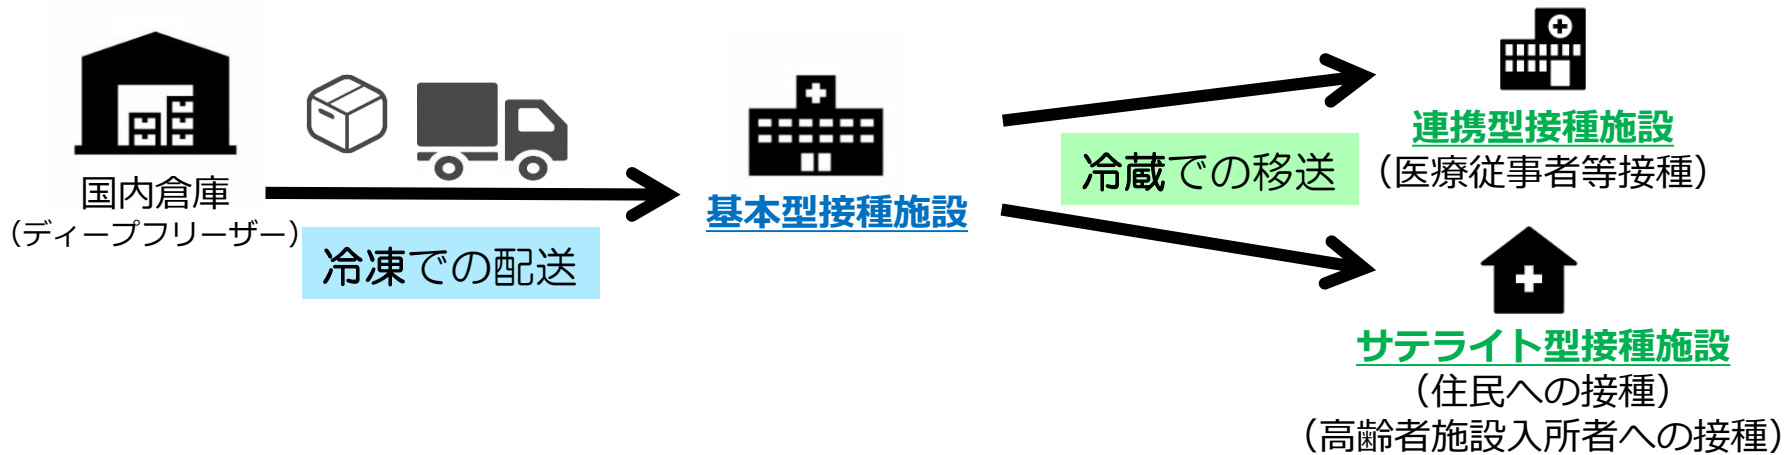 国内倉庫
（ディープフリーザー）
冷凍での配送
基本型接種施設
冷蔵での移送
連携型接種施設
（医療従事者等接種）
サテライト型接種施設
（住民への接種）
（高齢者施設入所者への接種）